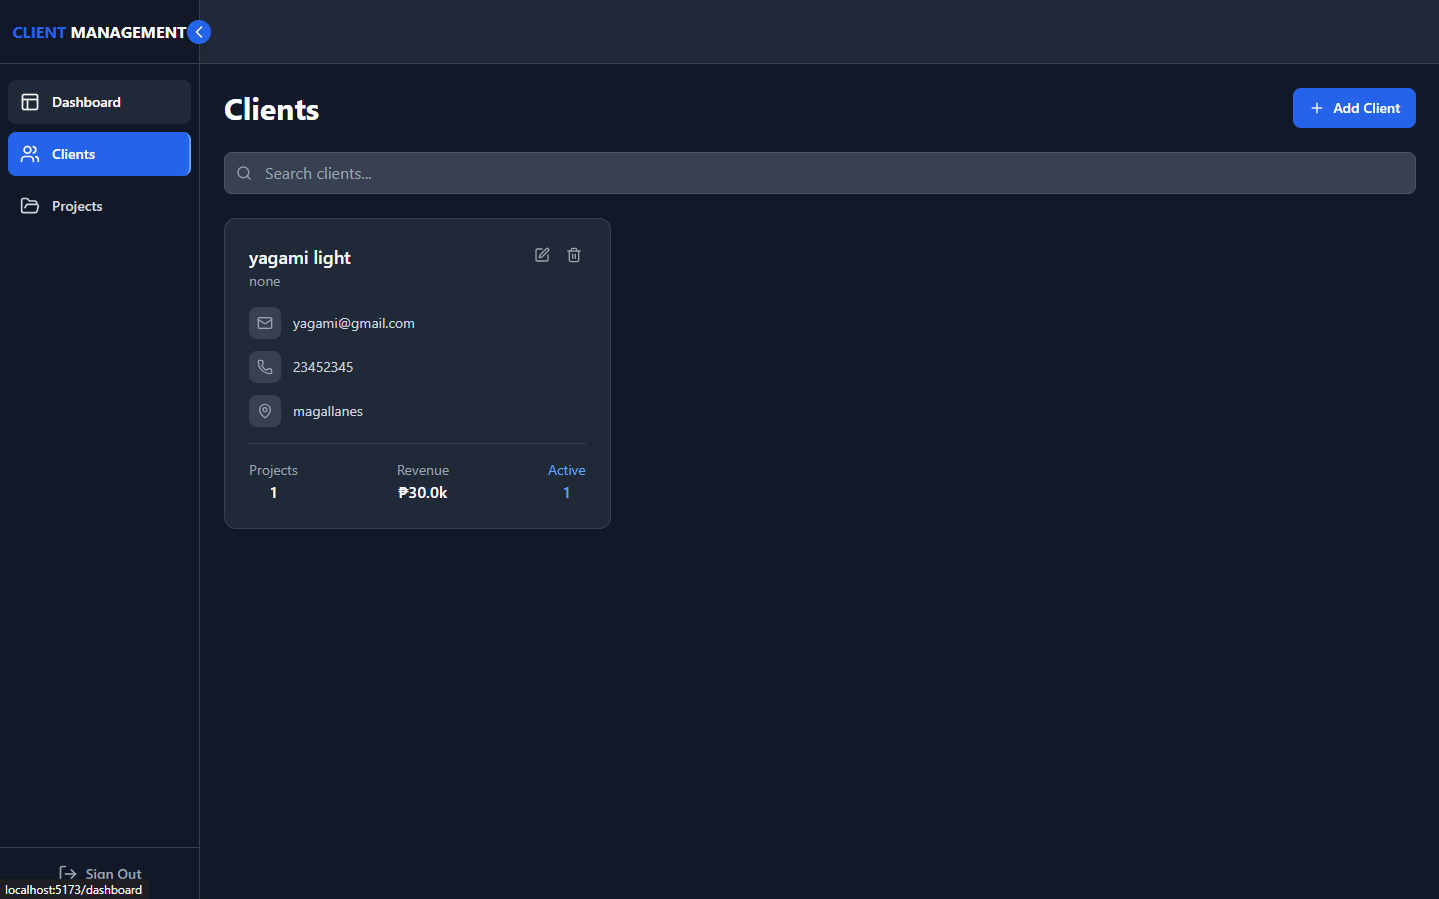 CLIENT MANAGEMENT
Dashboard
Clients
Projects
Sign Out
localhost:5173/dashboard
Clients
Add Client
Search clients...
yagami light
none
yagami@gmail.com
23452345
magallanes
Projects Revenue Active
1 ₱30.0k 1